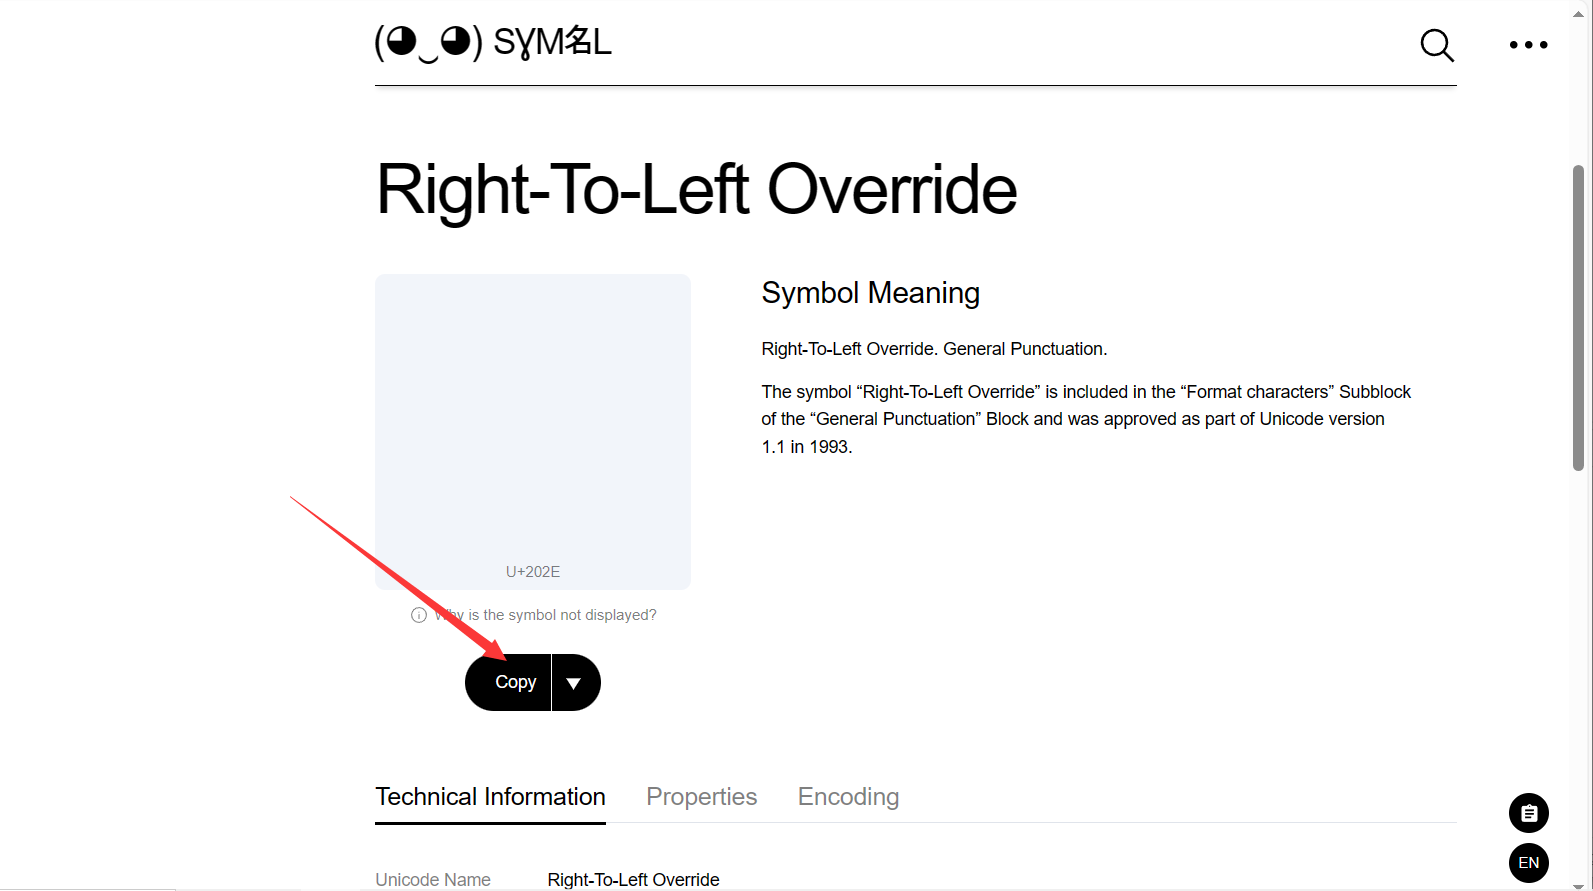 (◕‿◕) SɣM名L
Right-To-Left Override
Symbol Meaning
Right-To-Left Override. General Punctuation.
The symbol “Right-To-Left Override” is included in the “Format characters” Subblock
of the “General Punctuation” Block and was approved as part of Unicode version
1.1 in 1993.
U+202E
Why is the symbol not displayed?
Copy
Technical Information
Properties
Encoding
EN
Unicode Name
Right-To-Left Override